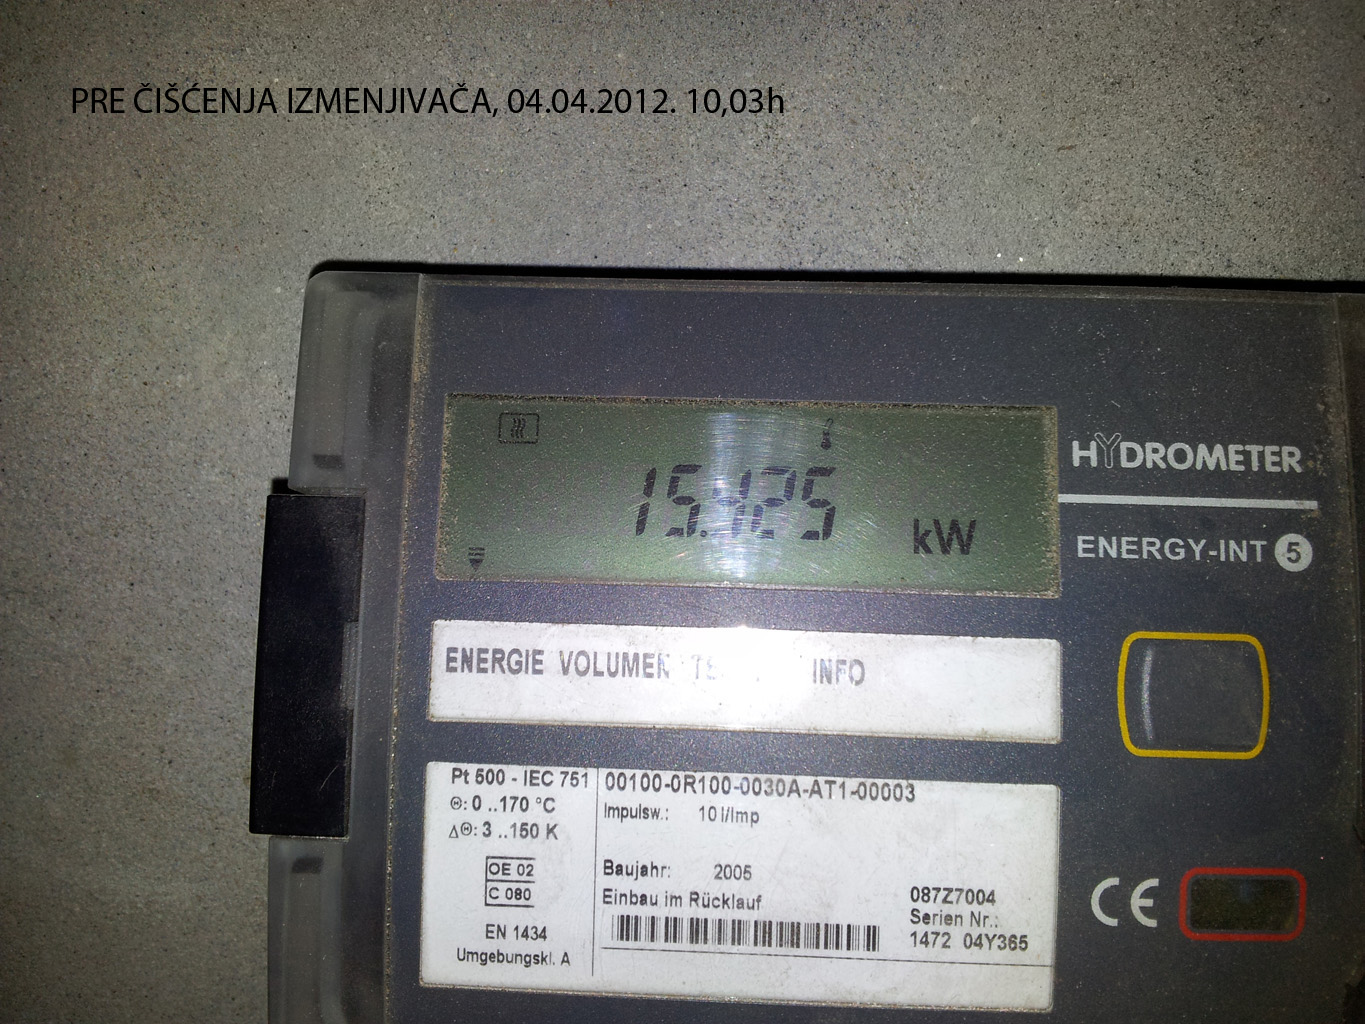 PRE ČIŠĆENJA IZMENJIVAČA, 04.04.2012. 10,03h
15.425 kW
HYDROMETER
ENERGY-INT 5
ENERGIE VOLUMEN INFO
Pt 500 - IEC 751
Θ: 0 ..170 °C
ΔΘ: 3 ..150 K
OE 02
C 080
EN 1434
Umgebungskl. A
00100-0R100-0030A-AT1-00003
Impulsw.: 10 l/Imp
Baujahr: 2005
Einbau im Rücklauf
087Z7004
Serien Nr.:
1472 04Y365
CE